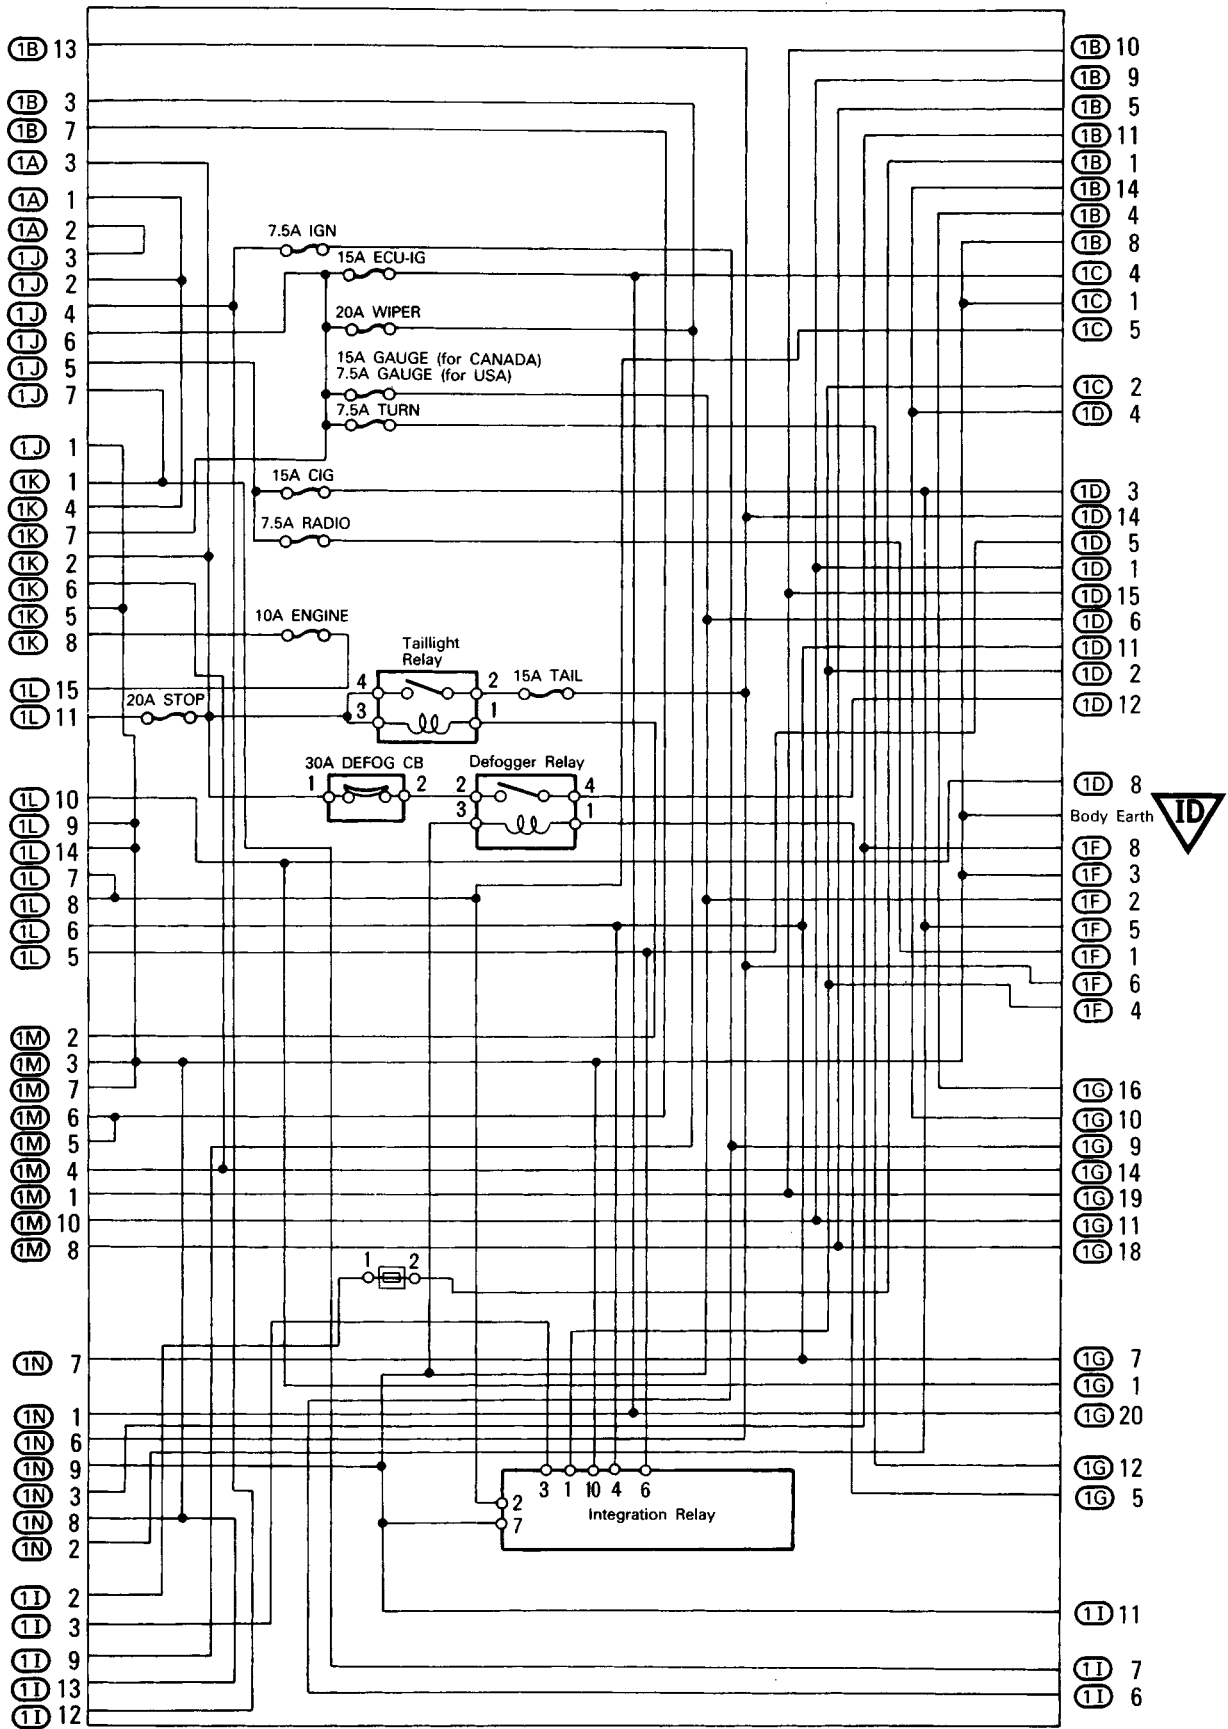 1B 13
1B 3
1B 7
1A 3
1A 1
1A 2
1J 3
1J 2
1J 4
1J 6
1J 5
1J 7
1J 1
1K 1
1K 4
1K 7
1K 2
1K 6
1K 5
1K 8
1L 15
1L 11
1L 10
1L 9
1L 14
1L 7
1L 8
1L 6
1L 5
1M 2
1M 3
1M 7
1M 6
1M 5
1M 4
1M 1
1M 10
1M 8
1N 7
1N 1
1N 6
1N 9
1N 3
1N 8
1N 2
1I 2
1I 3
1I 9
1I 13
1I 12
7.5A IGN
15A ECU-IG
20A WIPER
15A GAUGE (for CANADA)
7.5A GAUGE (for USA)
7.5A TURN
15A CIG
7.5A RADIO
10A ENGINE
Taillight
Relay
4 2
3 1
15A TAIL
20A STOP
30A DEFOG CB
1 2
Defogger Relay
2 4
3 1
1 2
3 1 10 4 6
2
7
Integration Relay
1B 10
1B 9
1B 5
1B 11
1B 1
1B 14
1B 4
1B 8
1C 4
1C 1
1C 5
1C 2
1D 4
1D 3
1D 14
1D 5
1D 1
1D 15
1D 6
1D 11
1D 2
1D 12
1D 8
Body Earth
ID
1F 8
1F 3
1F 2
1F 5
1F 1
1F 6
1F 4
1G 16
1G 10
1G 9
1G 14
1G 19
1G 11
1G 18
1G 7
1G 1
1G 20
1G 12
1G 5
1I 11
1I 7
1I 6